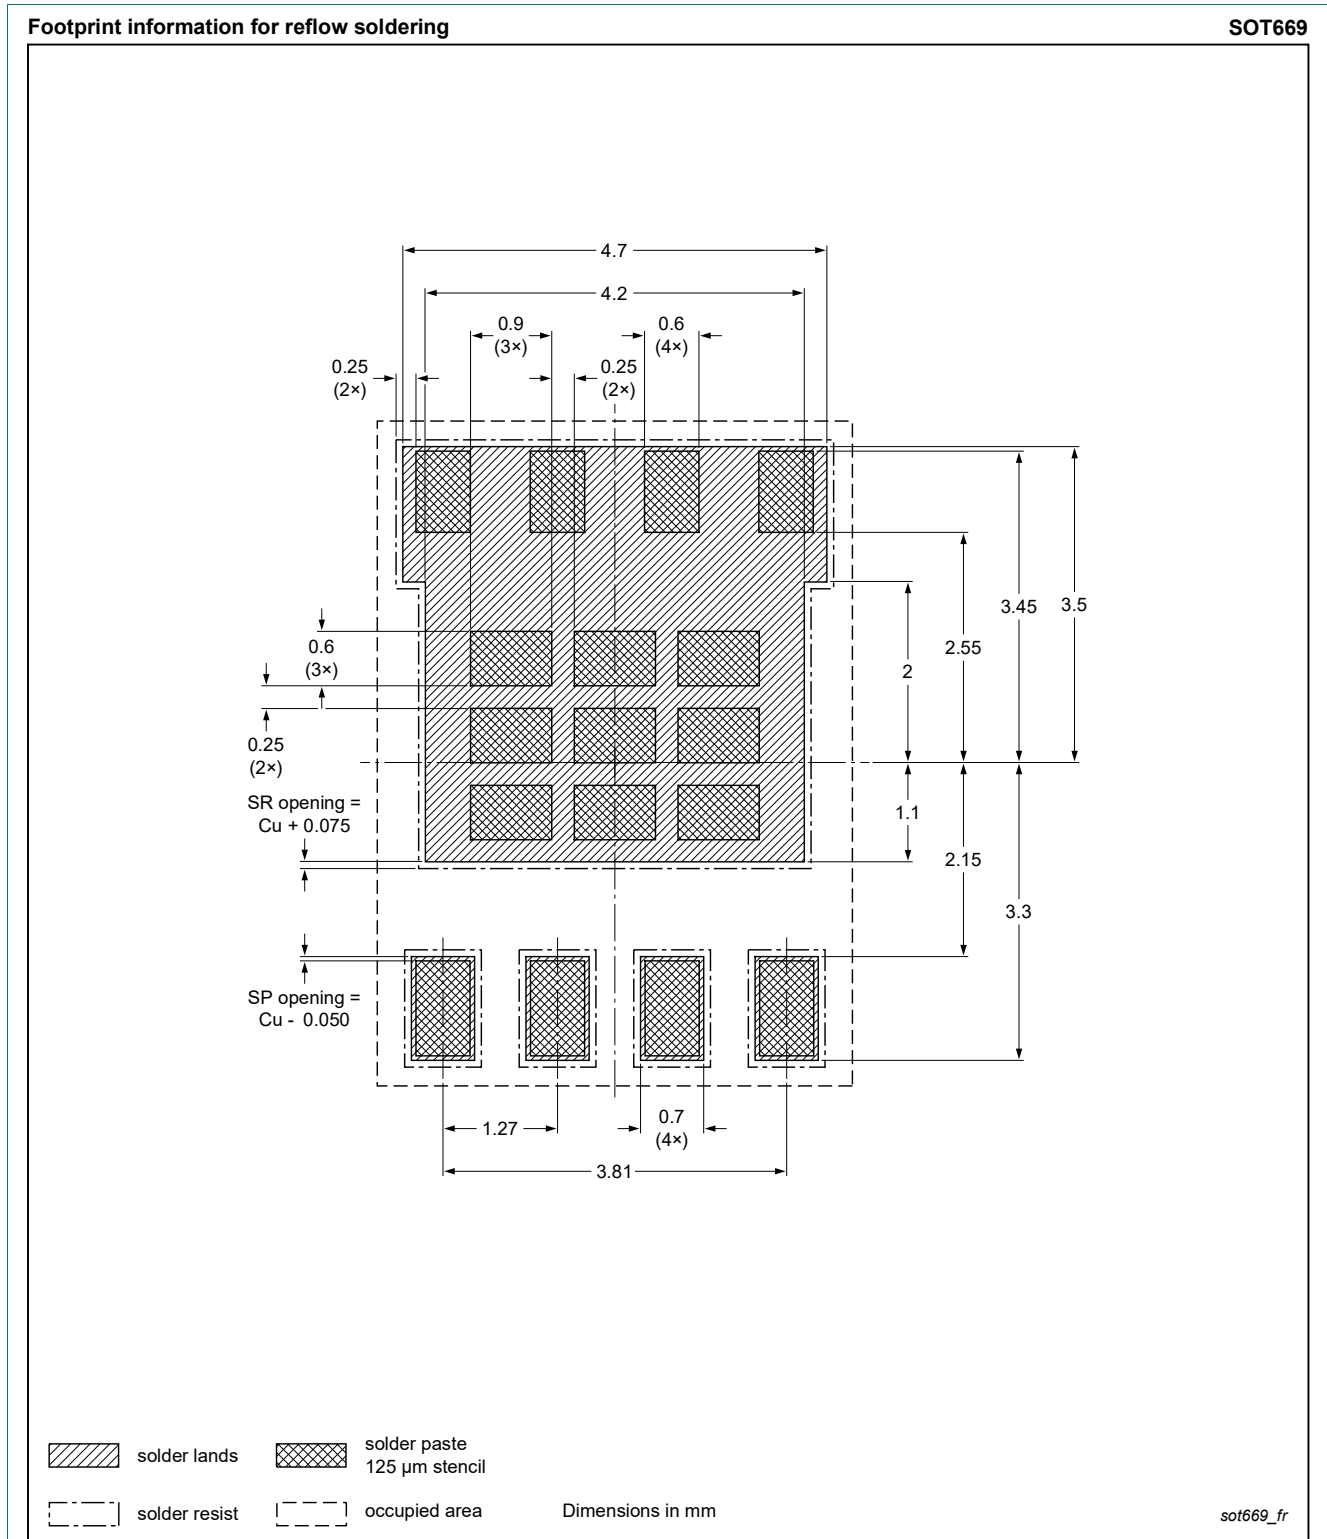 Footprint information for reflow soldering
SOT669
4.7
4.2
0.9
(3×)
0.6
(4×)
0.25
(2×)
0.25
(2×)
3.45
3.5
2.55
2
0.6
(3×)
0.25
(2×)
SR opening =
Cu + 0.075
1.1
2.15
3.3
SP opening =
Cu - 0.050
1.27
0.7
(4×)
3.81
solder lands
solder paste
125 µm stencil
solder resist
occupied area
Dimensions in mm
sot669_fr